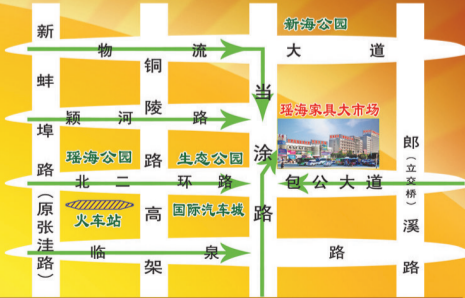 新海公园
物流大道
新蚌埠路（原张洼路）
铜陵路高架
当涂路
郎溪路
（立交桥）
颍河路
瑶海家具大市场
瑶海公园
生态公园
北二环路
包公大道
火车站
国际汽车城
临泉路